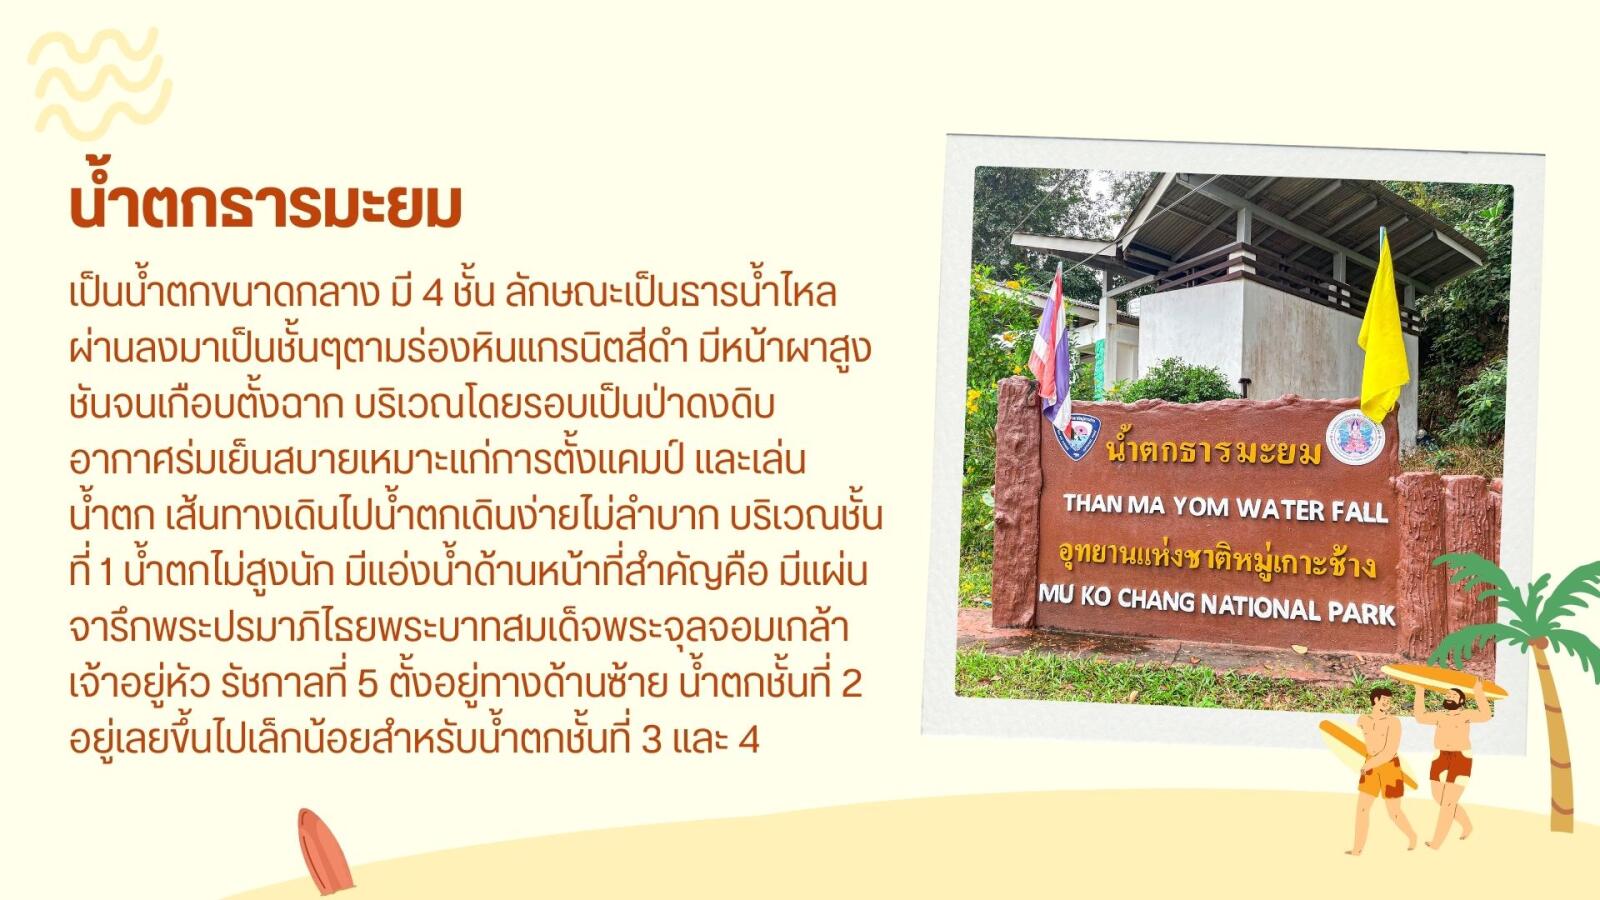 น้ำตกธารมะยม
เป็นน้ำตกขนาดกลาง มี 4 ชั้น ลักษณะเป็นธารน้ำไหล
ผ่านลงมาเป็นชั้นๆตามร่องหินแกรนิตสีดำ มีหน้าผาสูง
ชันจนเกือบตั้งฉาก บริเวณโดยรอบเป็นป่าดงดิบ
อากาศร่มเย็นสบายเหมาะแก่การตั้งแคมป์ และเล่น
น้ำตก เส้นทางเดินไปน้ำตกเดินง่ายไม่ลำบาก บริเวณชั้น
ที่ 1 น้ำตกไม่สูงนัก มีแอ่งน้ำด้านหน้าที่สำคัญคือ มีแผ่น
จารึกพระปรมาภิไธยพระบาทสมเด็จพระจุลจอมเกล้า
เจ้าอยู่หัว รัชกาลที่ 5 ตั้งอยู่ทางด้านซ้าย น้ำตกชั้นที่ 2
อยู่เลยขึ้นไปเล็กน้อยสำหรับน้ำตกชั้นที่ 3 และ 4
น้ำตกธารมะยม
THAN MA YOM WATER FALL
อุทยานแห่งชาติหมู่เกาะช้าง
MU KO CHANG NATIONAL PARK